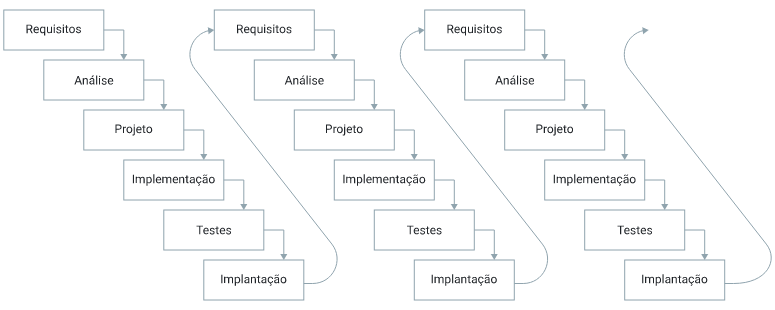 Requisitos
Análise
Projeto
Implementação
Testes
Implantação
Requisitos
Análise
Projeto
Implementação
Testes
Implantação
Requisitos
Análise
Projeto
Implementação
Testes
Implantação